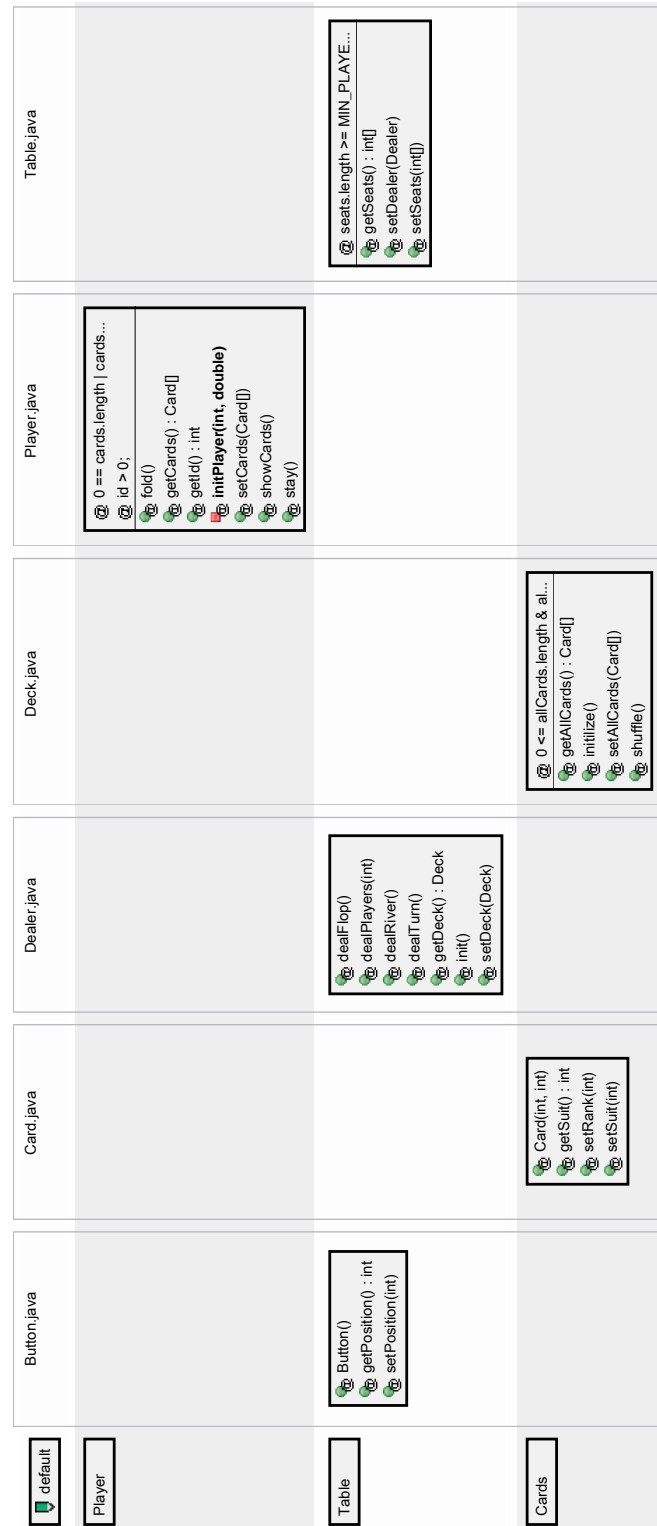 default
Button.java
Card.java
Dealer.java
Deck.java
Player.java
Table.java
Player
@ 0 == cards.length | cards...
@ id > 0;
@ fold()
@ getCards() : Card[]
@ getId() : int
@ initPlayer(int, double)
@ setCards(Card[])
@ showCards()
@ stay()
Table
@ Button()
@ getPosition() : int
@ setPosition(int)
@ dealFlop()
@ dealPlayers(int)
@ dealRiver()
@ dealTurn()
@ getDeck() : Deck
@ init()
@ setDeck(Deck)
@ seats.length >= MIN_PLAYE...
@ getSeats() : int[]
@ setDealer(Dealer)
@ setSeats(int[])
Cards
@ Card(int, int)
@ getSuit() : int
@ setRank(int)
@ setSuit(int)
@ 0 <= allCards.length & al...
@ getAllCards() : Card[]
@ initilize()
@ setAllCards(Card[])
@ shuffle()